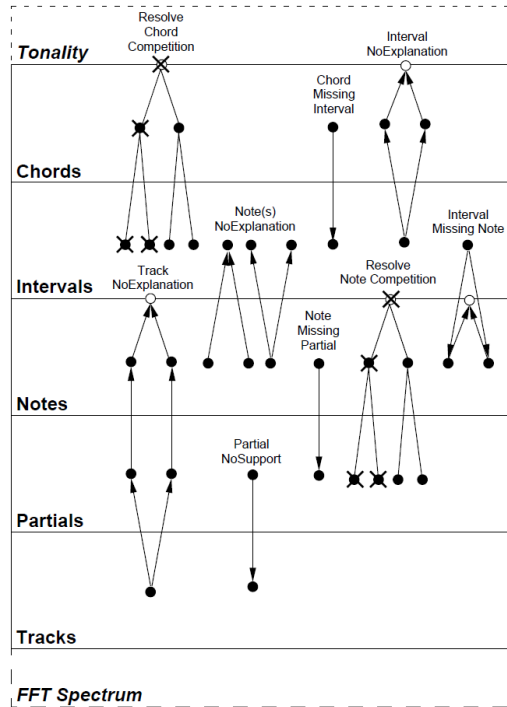 Resolve
Chord
Competition
Interval
NoExplanation
Tonality
Chord
Missing
Interval
Chords
Note(s)
NoExplanation
Interval
Missing Note
Track
NoExplanation
Resolve
Note Competition
Intervals
Note
Missing
Partial
Notes
Partial
NoSupport
Partials
Tracks
FFT Spectrum